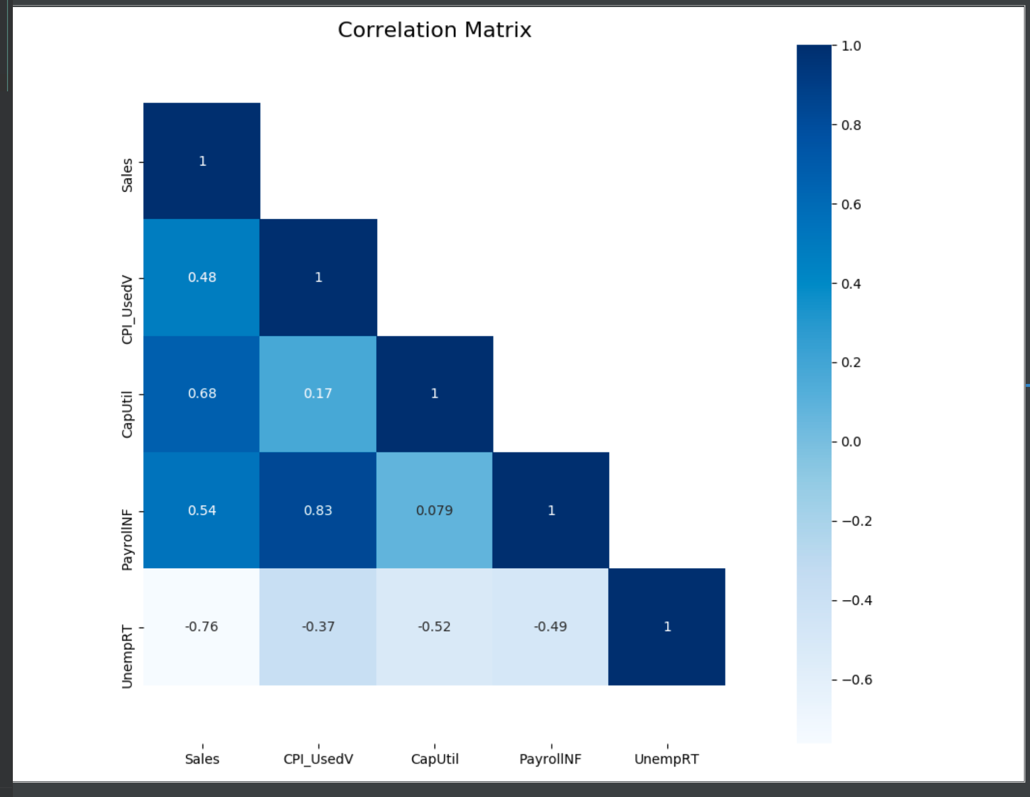 Correlation Matrix
Sales
1
CPI_UsedV
0.48
1
CapUtil
0.68
0.17
1
PayrollNF
0.54
0.83
0.079
1
UnempRT
-0.76
-0.37
-0.52
-0.49
1
Sales
CPI_UsedV
CapUtil
PayrollNF
UnempRT
1.0
0.8
0.6
0.4
0.2
0.0
−0.2
−0.4
−0.6